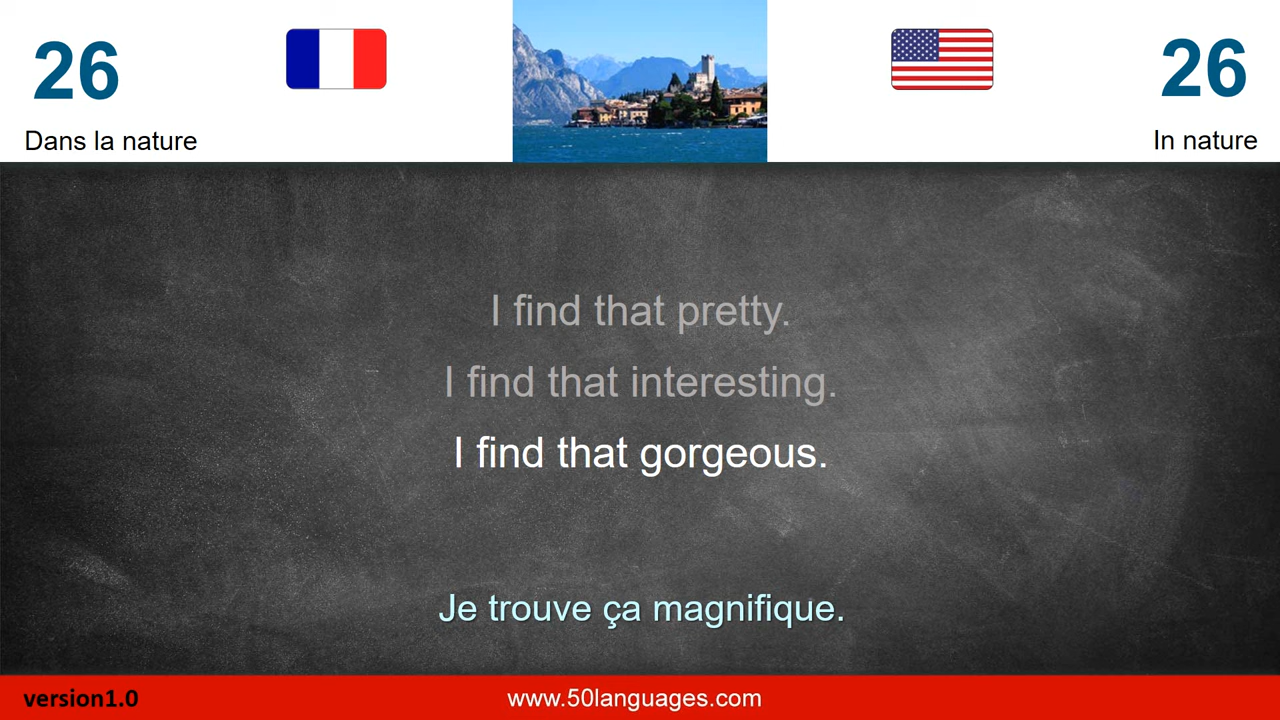 26
Dans la nature
26
In nature
I find that pretty.
I find that interesting.
I find that gorgeous.
Je trouve ça magnifique.
version1.0
www.50languages.com